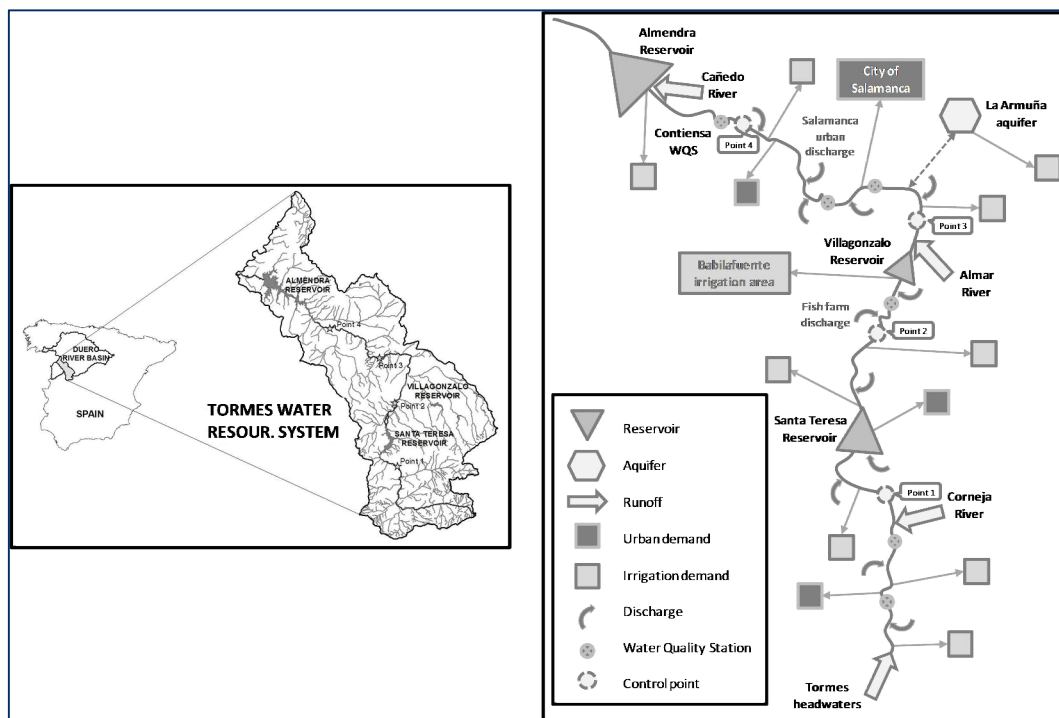 DUERO
RIVER BASIN
SPAIN
TORMES WATER
RESOUR. SYSTEM
ALMENDRA
RESERVOIR
Point 4
Point 3
VILLAGONZALO
RESERVOIR
Point 2
SANTA TERESA
RESERVOIR
Point 1
Almendra
Reservoir
Cañedo
River
City of
Salamanca
La Armuña
aquifer
Contiensa
WQS
Point 4
Salamanca
urban
discharge
Point 3
Villagonzalo
Reservoir
Almar
River
Babilafuente
irrigation area
Fish farm
discharge
Point 2
Santa Teresa
Reservoir
Point 1
Corneja
River
Tormes
headwaters
Reservoir
Aquifer
Runoff
Urban demand
Irrigation demand
Discharge
Water Quality Station
Control point